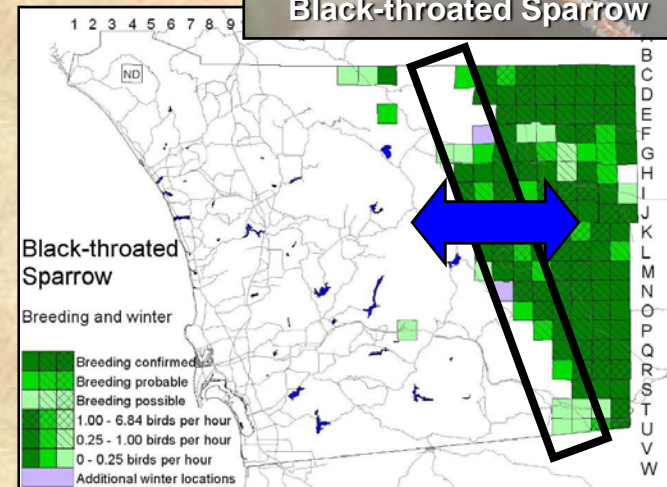 Black-throated Sparrow
1 2 3 4 5 6 7 8 9
ND
B
C
D
E
F
G
H
I
J
K
L
M
N
O
P
Q
R
S
T
U
V
W
Black-throated
Sparrow
Breeding and winter
Breeding confirmed
Breeding probable
Breeding possible
1.00 - 6.84 birds per hour
0.25 - 1.00 birds per hour
0 - 0.25 birds per hour
Additional winter locations